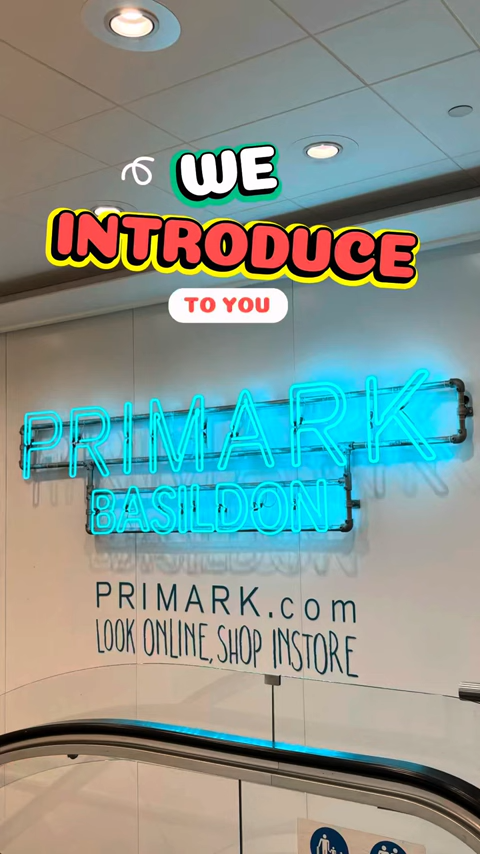 WE
INTRODUCE
TO YOU
PRIMARK
BASILDON
PRIMARK.com
LOOK ONLINE, SHOP INSTORE